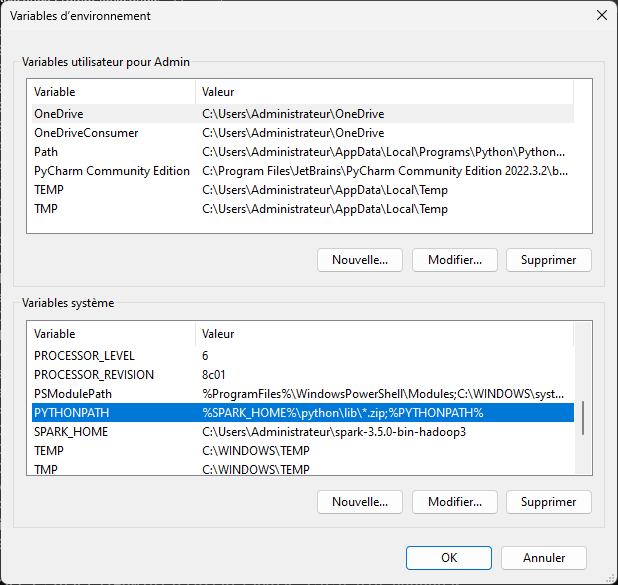 Variables d'environnement
Variables utilisateur pour Admin
Variable Valeur
OneDrive C:\Users\Administrateur\OneDrive
OneDriveConsumer C:\Users\Administrateur\OneDrive
Path C:\Users\Administrateur\AppData\Local\Programs\Python\Python...
PyCharm Community Edition C:\Program Files\JetBrains\PyCharm Community Edition 2022.3.2\b...
TEMP C:\Users\Administrateur\AppData\Local\Temp
TMP C:\Users\Administrateur\AppData\Local\Temp
Nouvelle... Modifier... Supprimer
Variables système
Variable Valeur
PROCESSOR_LEVEL 6
PROCESSOR_REVISION 8c01
PSModulePath %ProgramFiles%\WindowsPowerShell\Modules;C:\WINDOWS\syst...
PYTHONPATH %SPARK_HOME%\python\lib\*.zip;%PYTHONPATH%
SPARK_HOME C:\Users\Administrateur\spark-3.5.0-bin-hadoop3
TEMP C:\WINDOWS\TEMP
TMP C:\WINDOWS\TEMP
Nouvelle... Modifier... Supprimer
OK Annuler